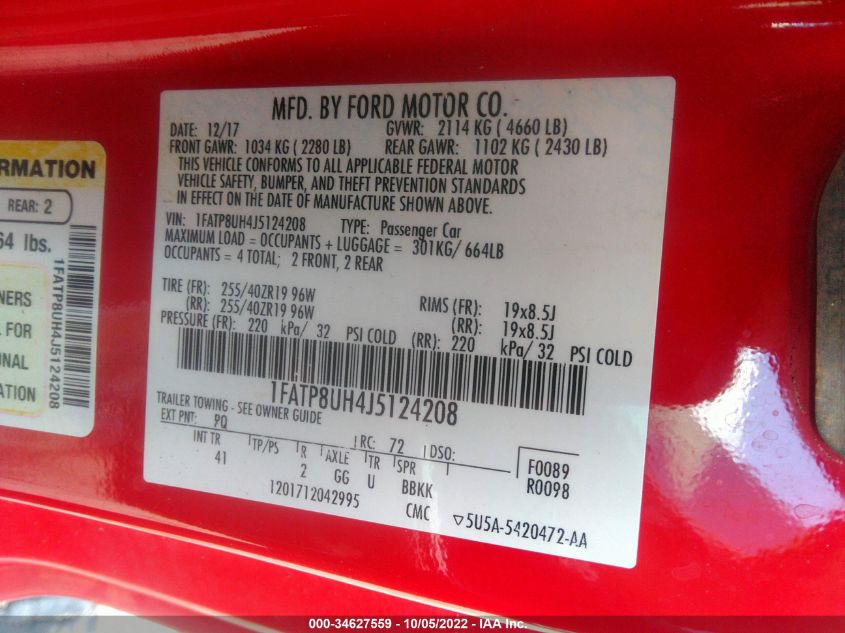 MFD. BY FORD MOTOR CO.
DATE: 12/17 GVWR: 2114 KG ( 4660 LB)
FRONT GAWR: 1034 KG ( 2280 LB) REAR GAWR: 1102 KG ( 2430 LB)
THIS VEHICLE CONFORMS TO ALL APPLICABLE FEDERAL MOTOR
VEHICLE SAFETY, BUMPER, AND THEFT PREVENTION STANDARDS
IN EFFECT ON THE DATE OF MANUFACTURE SHOWN ABOVE.
VIN: 1FATP8UH4J5124208 TYPE: Passenger Car
MAXIMUM LOAD = OCCUPANTS + LUGGAGE = 301KG/ 664LB
OCCUPANTS = 4 TOTAL; 2 FRONT, 2 REAR
TIRE (FR): 255/40ZR19 96W RIMS (FR): 19x8.5J
(RR): 255/40ZR19 96W (RR): 19x8.5J
PRESSURE (FR): 220 kPa/ 32 PSI COLD (RR): 220 kPa/ 32 PSI COLD
1FATP8UH4J5124208
TRAILER TOWING - SEE OWNER GUIDE
EXT PNT: PQ RC: 72 DSO:
INT TR TP/PS R AXLE TR SPR
41 2 GG U BBKK
F0089
R0098
1201712042995 CMC ▽5U5A-5420472-AA
RMATION
REAR: 2
64 lbs.
NERS
L FOR
ONAL
ATION
1FATP8UH4J5124208
000-34627559 - 10/05/2022 - IAA Inc.